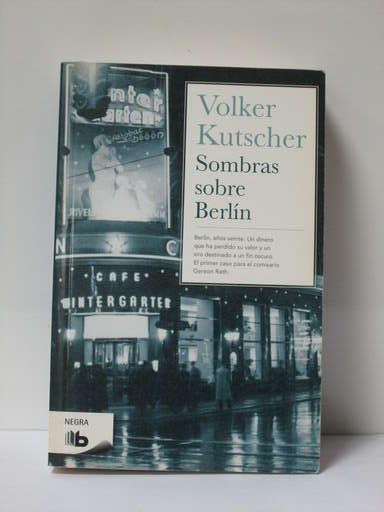 Volker
Kutscher
Sombras
sobre
Berlín
Berlín, años veinte. Un dinero
que ha perdido su valor y un
oro destinado a un fin oscuro.
El primer caso para el comisario
Gereon Rath.
CAFE
WINTERGARTEN
NEGRA
b